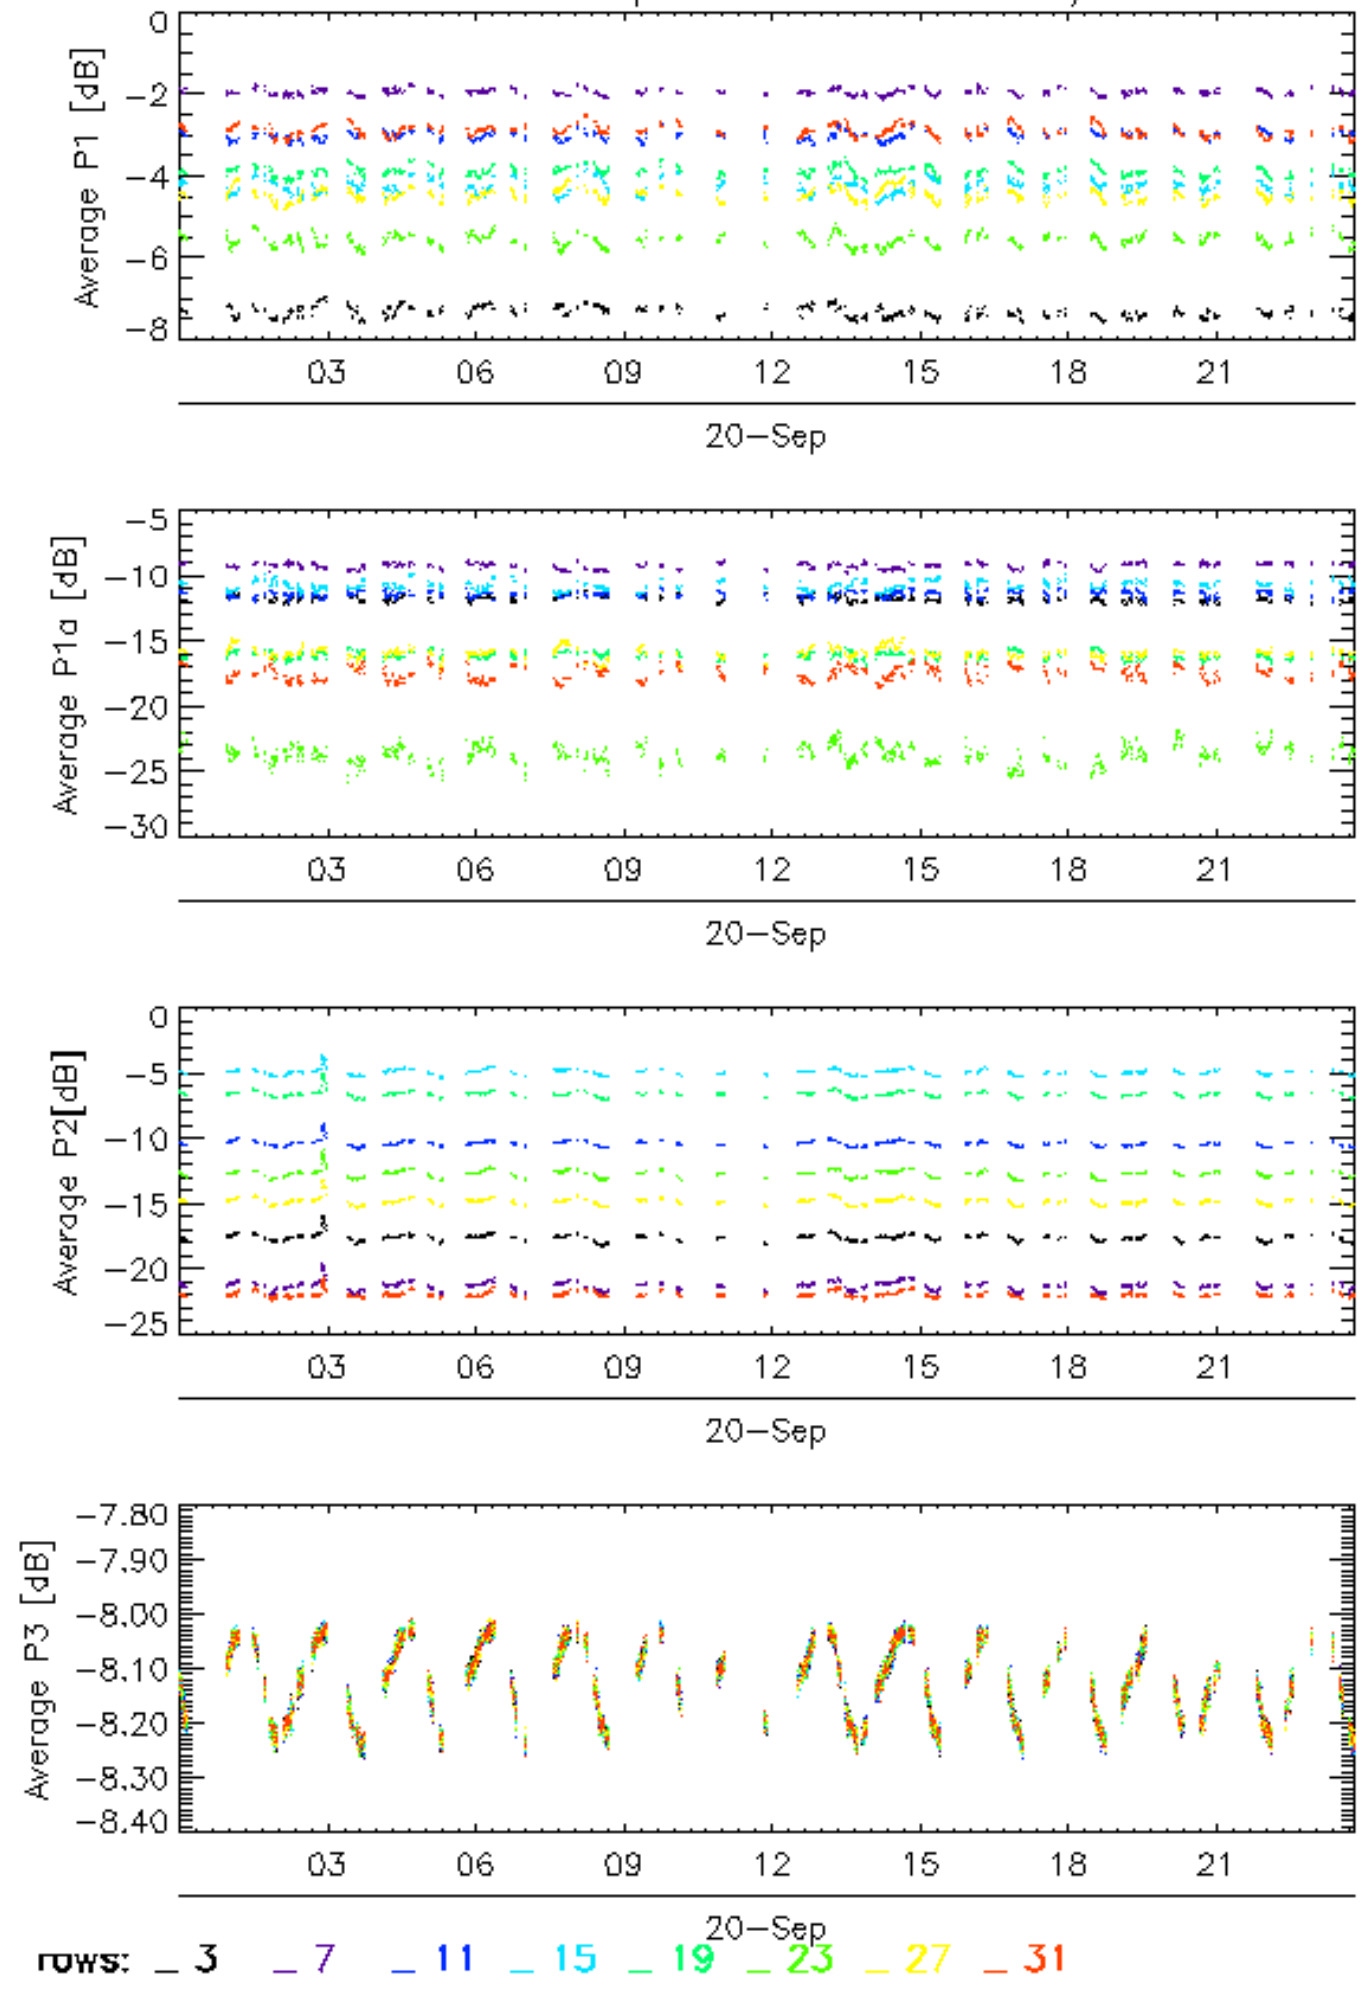 0
-2
-4
-6
-8
Average P1 [dB]
03 06 09 12 15 18 21
20-Sep
-5
-10
-15
-20
-25
-30
Average P1a [dB]
03 06 09 12 15 18 21
20-Sep
0
-5
-10
-15
-20
-25
Average P2[dB]
03 06 09 12 15 18 21
20-Sep
-7.80
-7.90
-8.00
-8.10
-8.20
-8.30
-8.40
Average P3 [dB]
03 06 09 12 15 18 21
20-Sep
rows: _ 3 _ 7 _ 11 _ 15 _ 19 _ 23 _ 27 _ 31